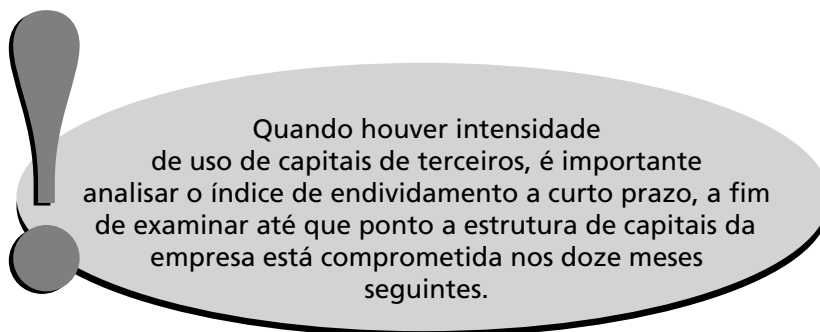 Quando houver intensidade
de uso de capitais de terceiros, é importante
analisar o índice de endividamento a curto prazo, a fim
de examinar até que ponto a estrutura de capitais da
empresa está comprometida nos doze meses
seguintes.